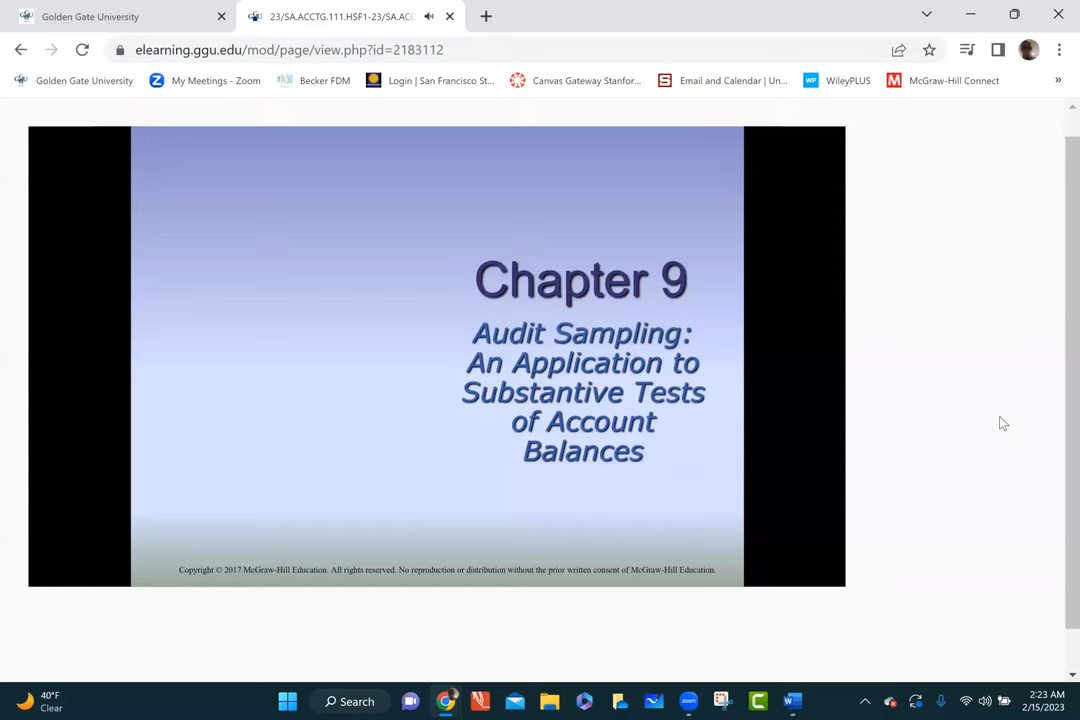 Golden Gate University
23/SA.ACCTG.111.HSF1-23/SA.ACC
elearning.ggu.edu/mod/page/view.php?id=2183112
Golden Gate University
My Meetings - Zoom
Becker FDM
Login | San Francisco St...
Canvas Gateway Stanfor...
Email and Calendar | Un...
WP
WileyPLUS
M
McGraw-Hill Connect
»
Chapter 9
Audit Sampling:
An Application to
Substantive Tests
of Account
Balances
Copyright © 2017 McGraw-Hill Education. All rights reserved. No reproduction or distribution without the prior written consent of McGraw-Hill Education.
40°F
Clear
Search
zoom
2:23 AM
2/15/2023